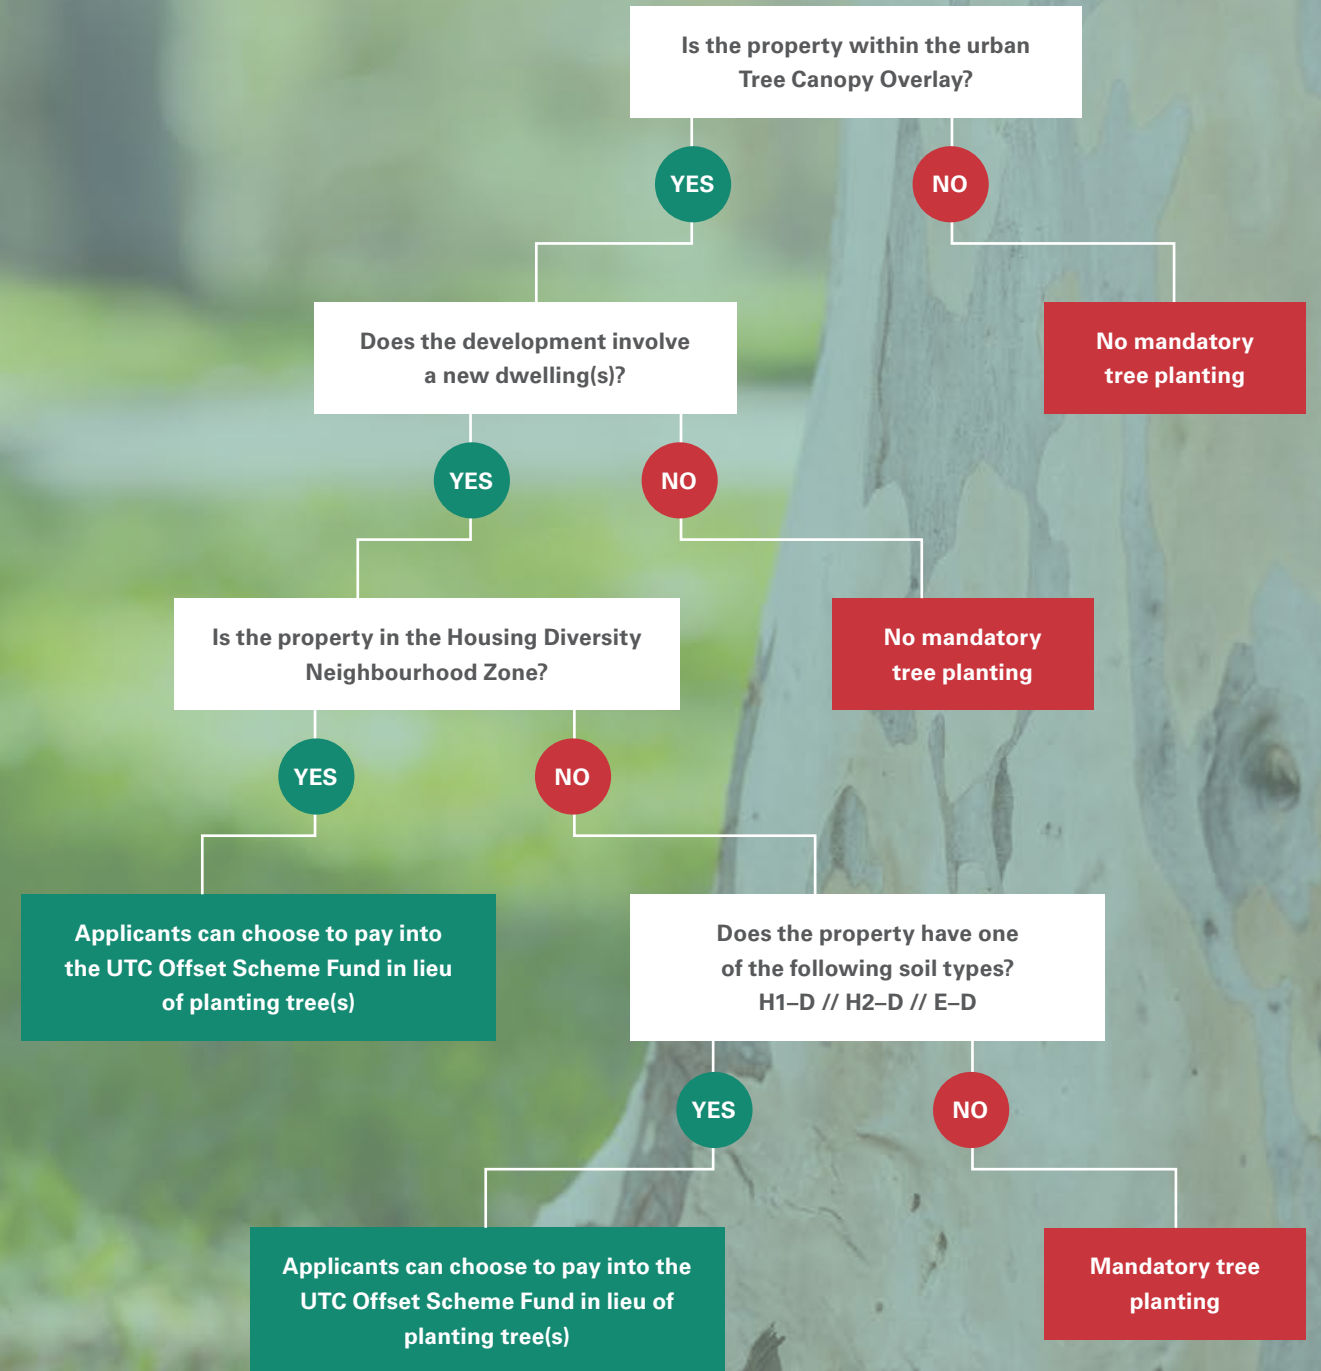 Is the property within the urban
Tree Canopy Overlay?
YES
NO
Does the development involve
a new dwelling(s)?
No mandatory
tree planting
YES
NO
Is the property in the Housing Diversity
Neighbourhood Zone?
No mandatory
tree planting
YES
NO
Applicants can choose to pay into
the UTC Offset Scheme Fund in lieu
of planting tree(s)
Does the property have one
of the following soil types?
H1–D // H2–D // E–D
YES
NO
Applicants can choose to pay into the
UTC Offset Scheme Fund in lieu of
planting tree(s)
Mandatory tree
planting